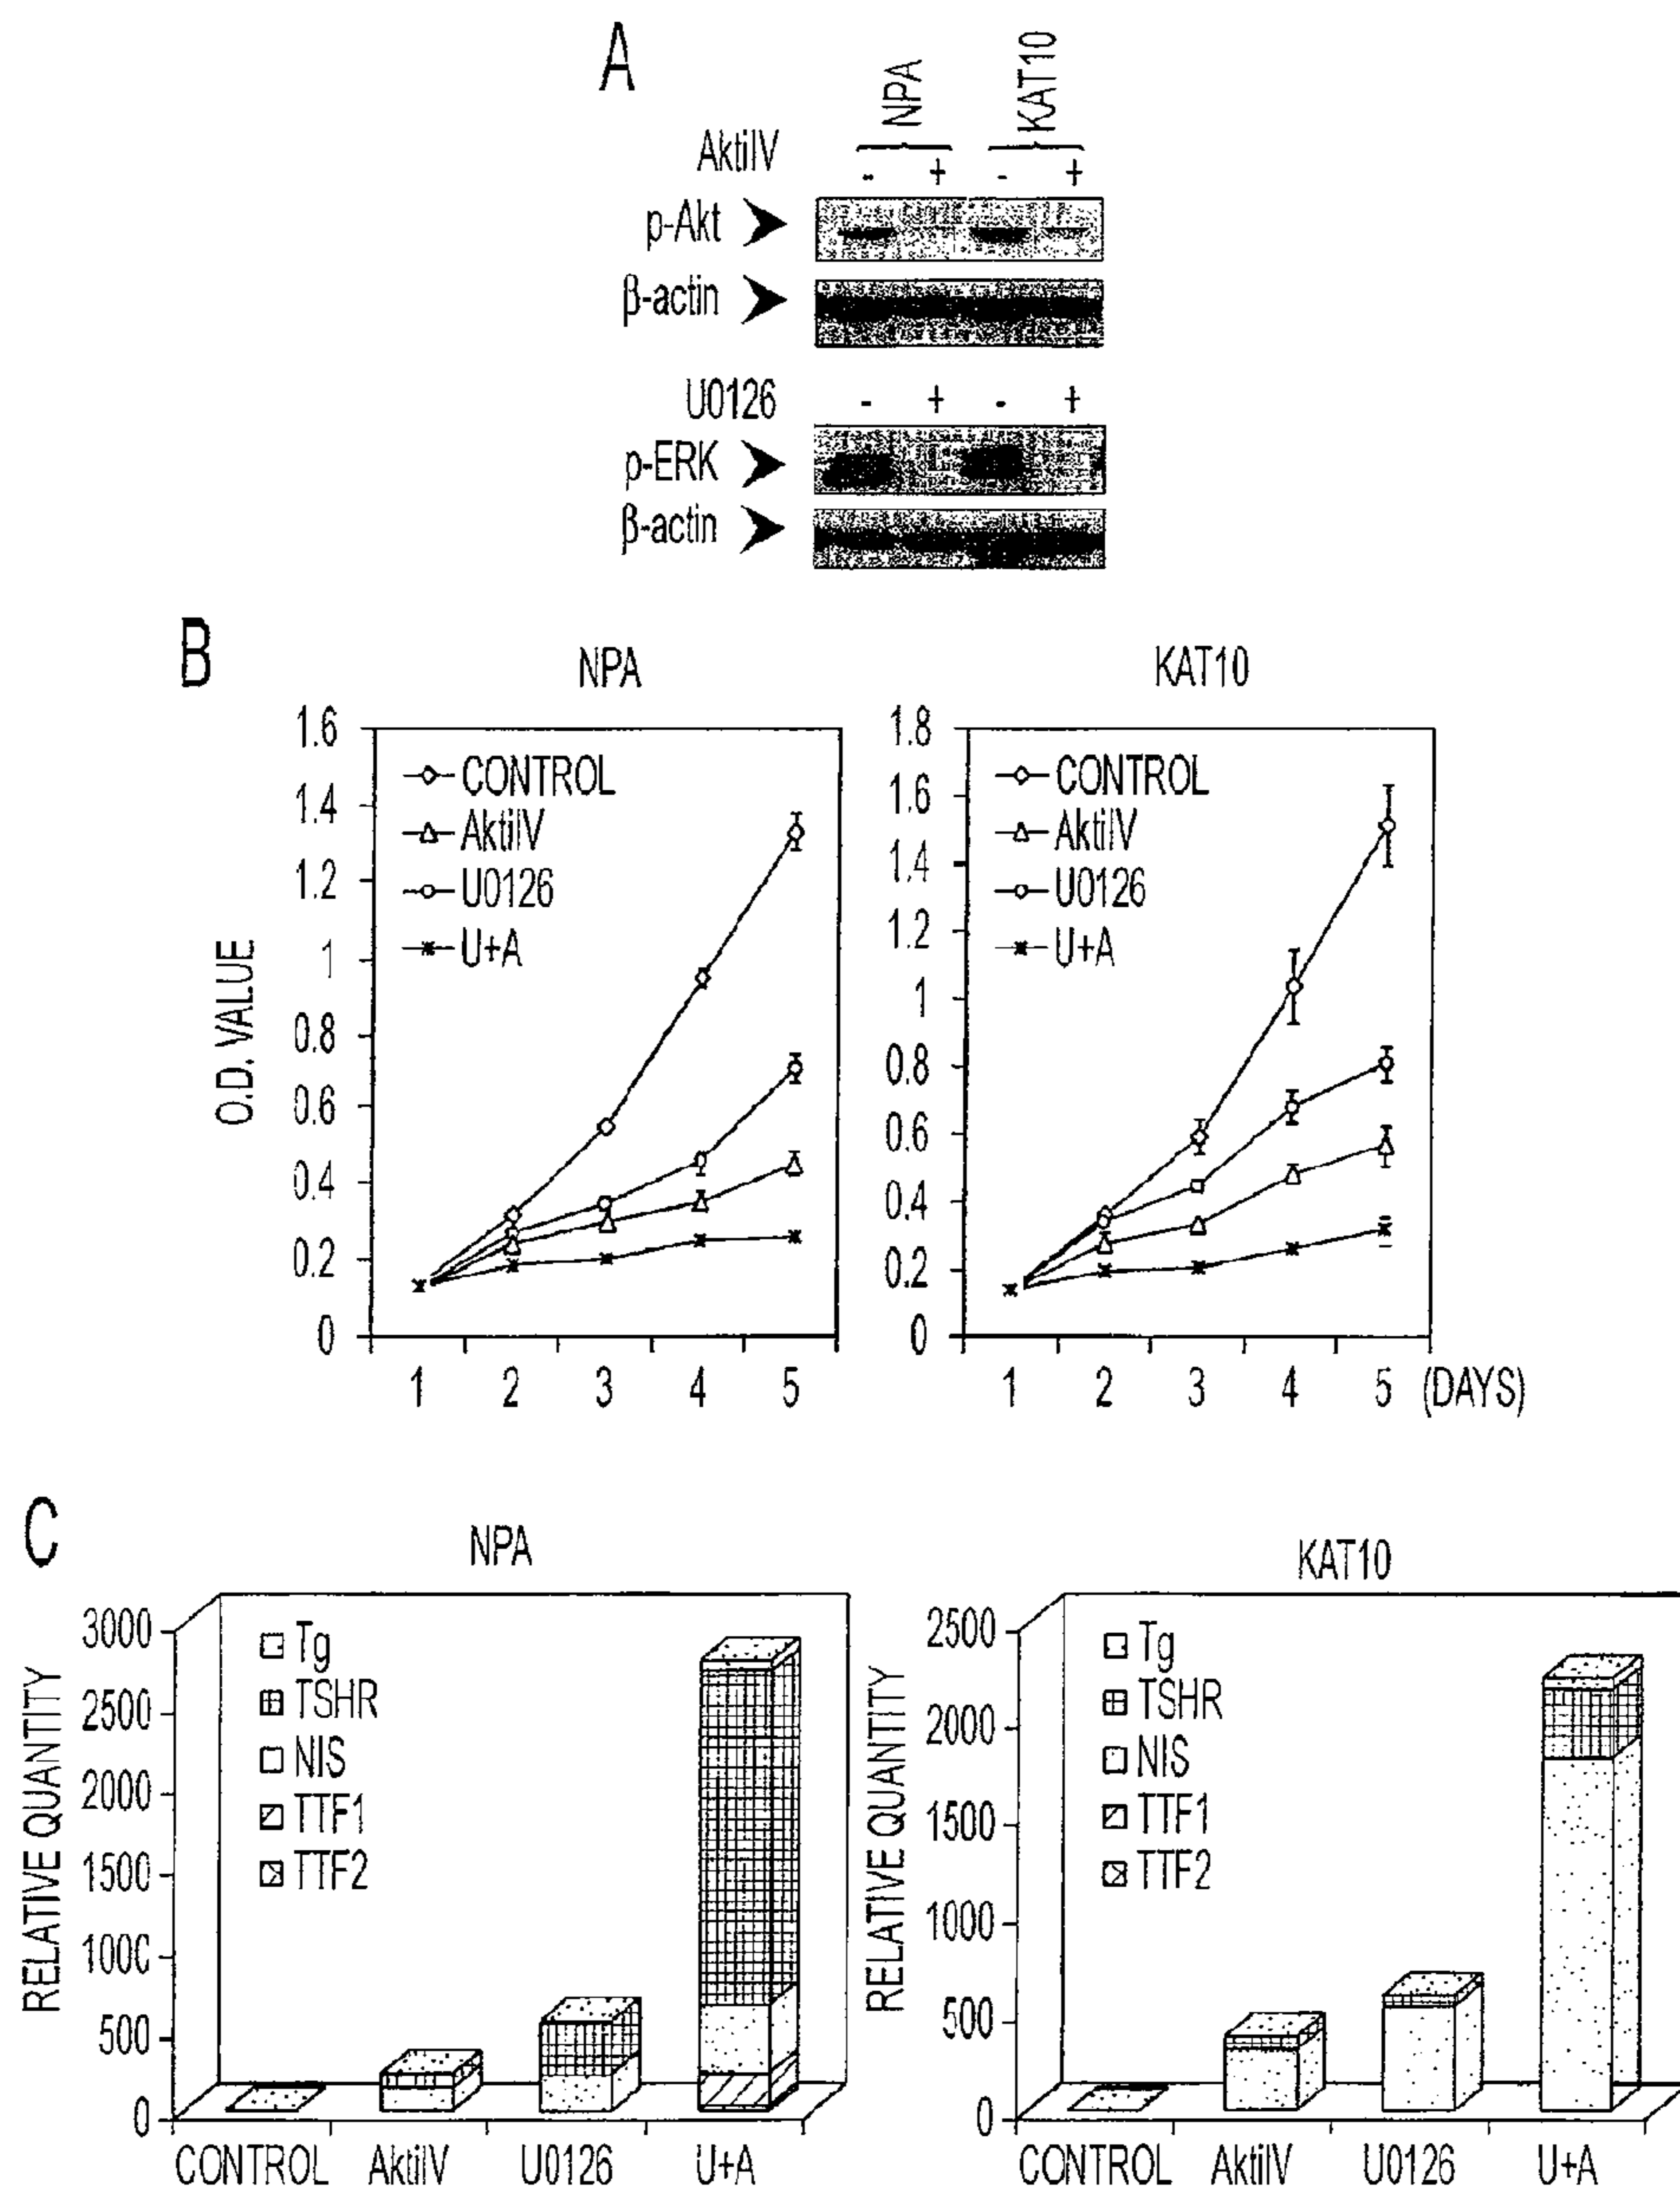 A
NPA KAT10
AktiIV - + - +
p-Akt
β-actin
U0126 - + - +
p-ERK
β-actin
B
NPA
O.D. VALUE
1.6
1.4
1.2
1
0.8
0.6
0.4
0.2
0
CONTROL
AktiIV
U0126
U+A
1 2 3 4 5
KAT10
1.8
1.6
1.4
1.2
1
0.8
0.6
0.4
0.2
0
CONTROL
AktiIV
U0126
U+A
1 2 3 4 5 (DAYS)
C
NPA
RELATIVE QUANTITY
3000
2500
2000
1500
1000
500
0
Tg
TSHR
NIS
TTF1
TTF2
CONTROL AktiIV U0126 U+A
KAT10
RELATIVE QUANTITY
2500
2000
1500
1000
500
0
Tg
TSHR
NIS
TTF1
TTF2
CONTROL AktiIV U0126 U+A